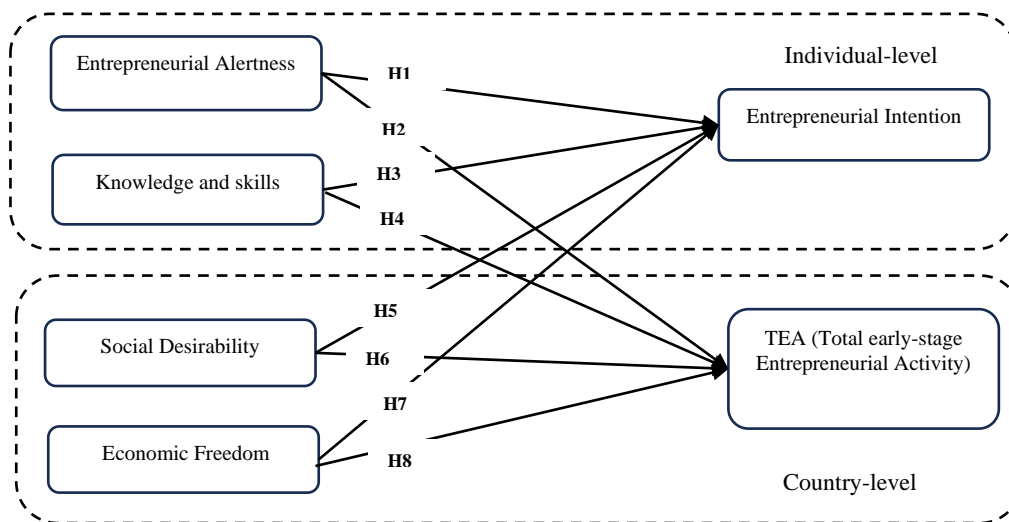 Entrepreneurial Alertness
H1
Individual-level
Entrepreneurial Intention
H2
Knowledge and skills
H3
H4
Social Desirability
H5
H6
TEA (Total early-stage
Entrepreneurial Activity)
Economic Freedom
H7
H8
Country-level